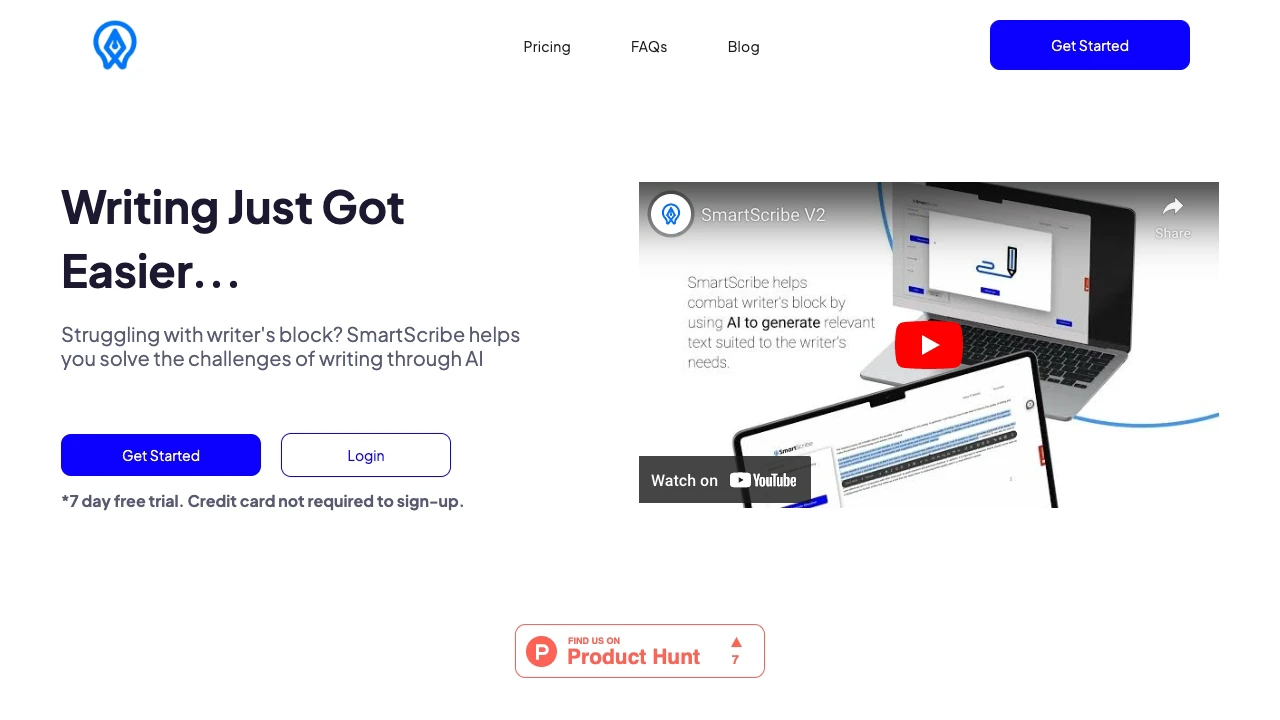 Pricing
FAQs
Blog
Get Started
Writing Just Got
Easier...
Struggling with writer's block? SmartScribe helps
you solve the challenges of writing through AI
Get Started
Login
*7 day free trial. Credit card not required to sign-up.
SmartScribe V2
Share
SmartScribe helps
combat writer's block by
using AI to generate relevant
text suited to the writer's
needs.
SmartScribe
Watch on YouTube
FIND US ON
Product Hunt
7